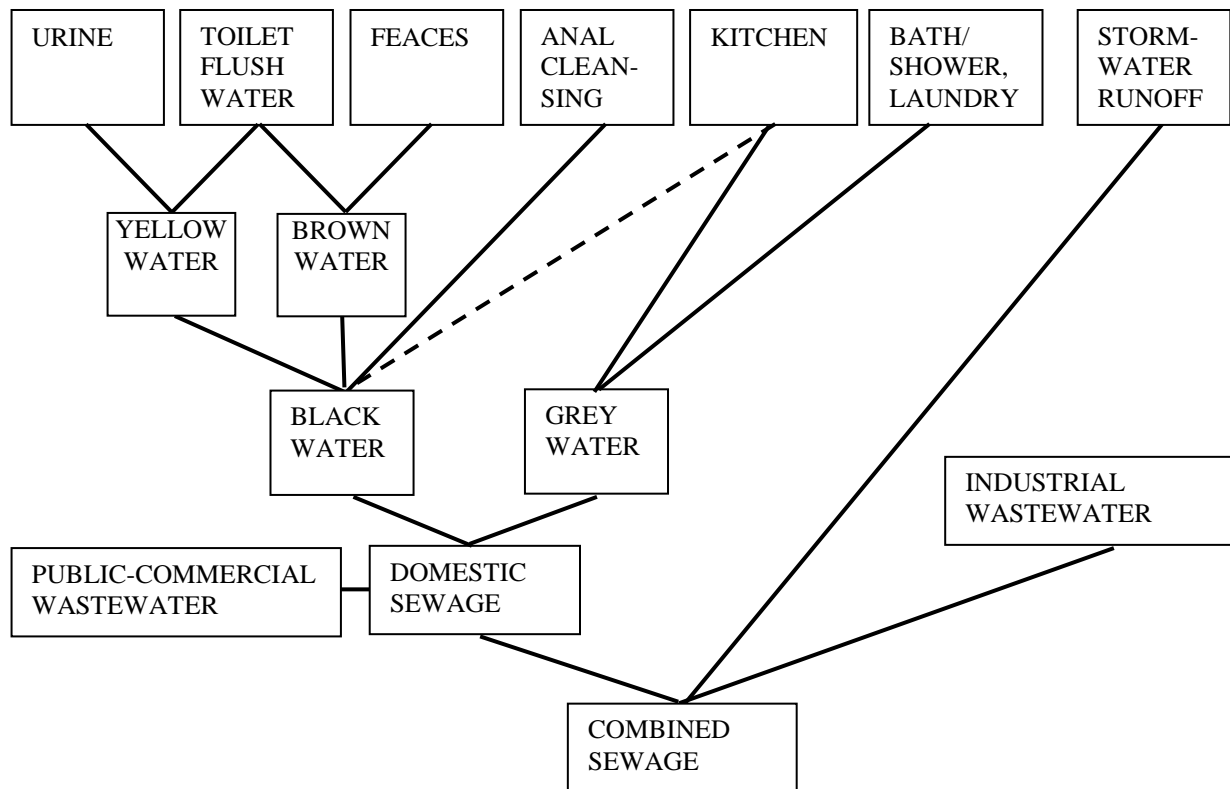 URINE
TOILET
FLUSH
WATER
FEACES
ANAL
CLEAN-
SING
KITCHEN
BATH/
SHOWER,
LAUNDRY
STORM-
WATER
RUNOFF
YELLOW
WATER
BROWN
WATER
BLACK
WATER
GREY
WATER
INDUSTRIAL
WASTEWATER
PUBLIC-COMMERCIAL
WASTEWATER
DOMESTIC
SEWAGE
COMBINED
SEWAGE